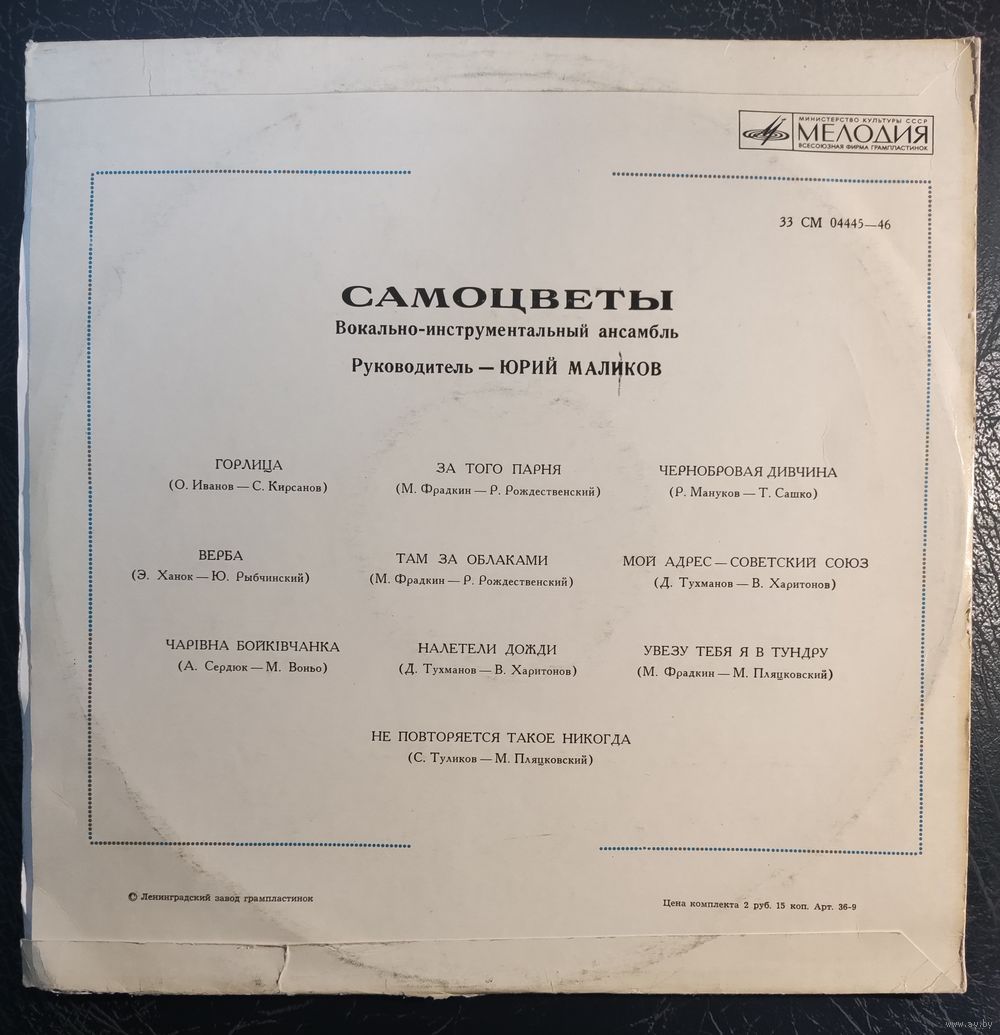 МИНИСТЕРСТВО КУЛЬТУРЫ СССР
МЕЛОДИЯ
ВСЕСОЮЗНАЯ ФИРМА ГРАМПЛАСТИНОК
33 СМ 04445—46
САМОЦВЕТЫ
Вокально-инструментальный ансамбль
Руководитель — ЮРИЙ МАЛИКОВ
ГОРЛИЦА
(О. Иванов — С. Кирсанов)
ЗА ТОГО ПАРНЯ
(М. Фрадкин — Р. Рождественский)
ЧЕРНОБРОВАЯ ДИВЧИНА
(Р. Мануков — Т. Сашко)
ВЕРБА
(Э. Ханок — Ю. Рыбчинский)
ТАМ ЗА ОБЛАКАМИ
(М. Фрадкин — Р. Рождественский)
МОЙ АДРЕС — СОВЕТСКИЙ СОЮЗ
(Д. Тухманов — В. Харитонов)
ЧАРІВНА БОЙКІВЧАНКА
(А. Сердюк — М. Воньо)
НАЛЕТЕЛИ ДОЖДИ
(Д. Тухманов — В. Харитонов)
УВЕЗУ ТЕБЯ Я В ТУНДРУ
(М. Фрадкин — М. Пляцковский)
НЕ ПОВТОРЯЕТСЯ ТАКОЕ НИКОГДА
(С. Туликов — М. Пляцковский)
© Ленинградский завод грампластинок
Цена комплекта 2 руб. 15 коп. Арт. 36-9
www.ay.by